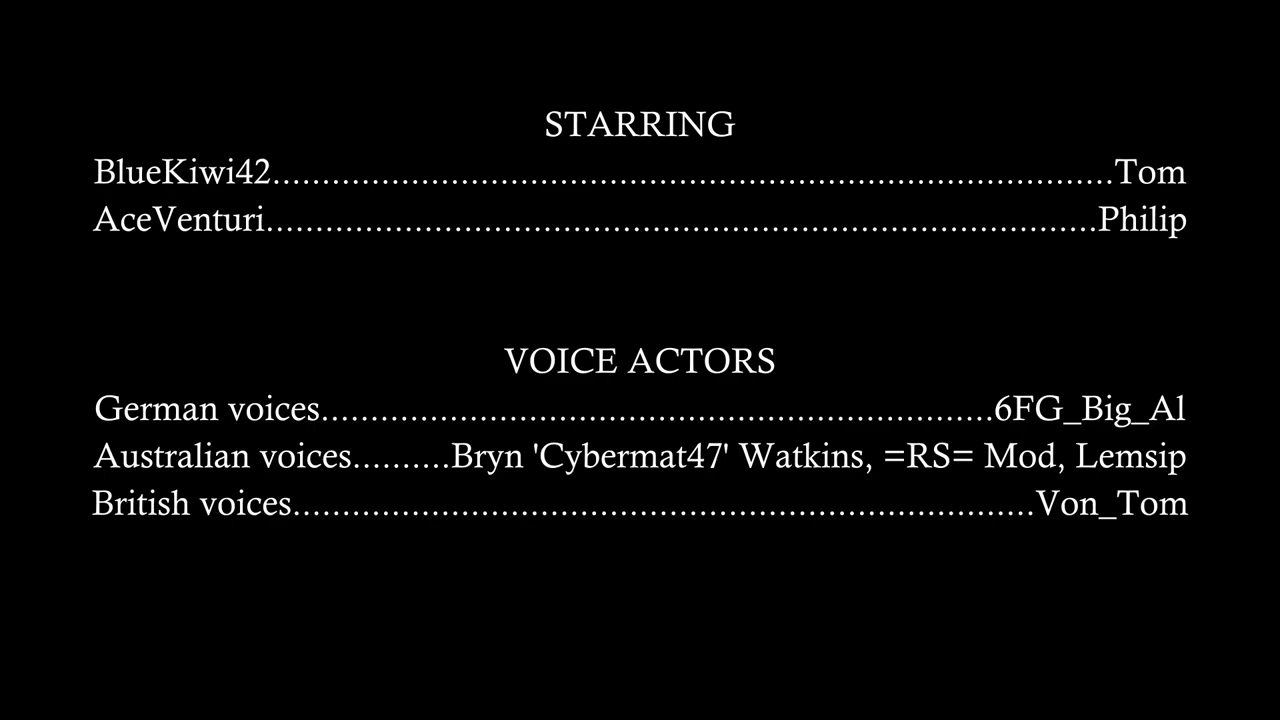 STARRING
BlueKiwi42.....................................................................................Tom
AceVenturi....................................................................................Philip
VOICE ACTORS
German voices....................................................................6FG_Big_Al
Australian voices..........Bryn 'Cybermat47' Watkins, =RS= Mod, Lemsip
British voices...........................................................................Von_Tom